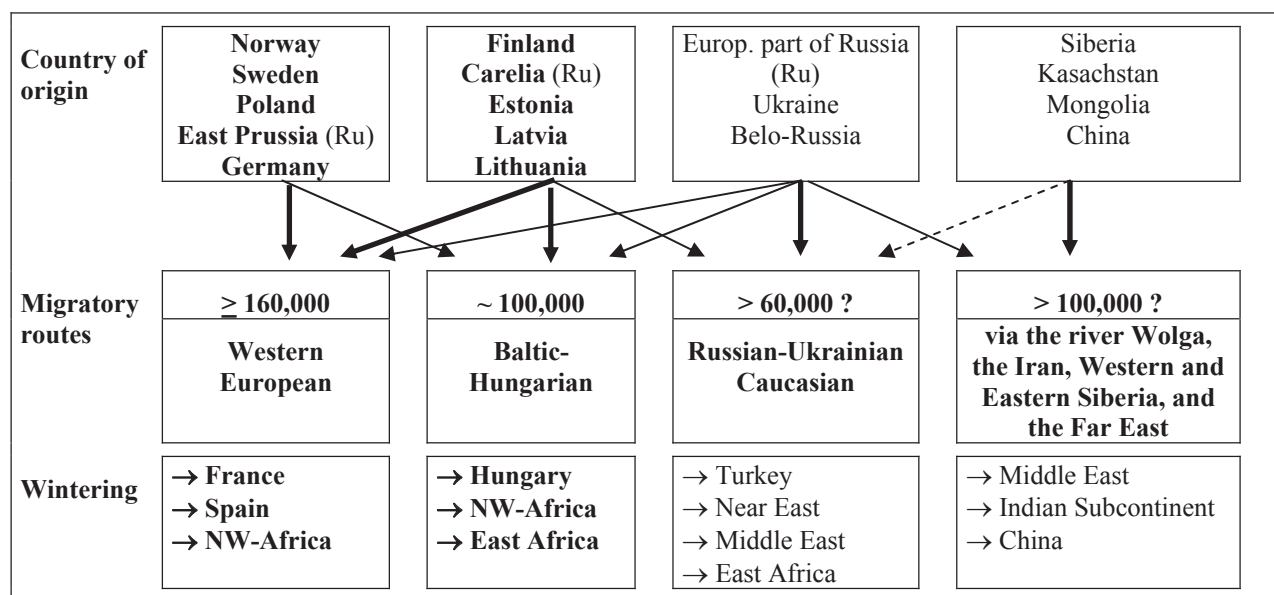 Country of origin
Norway
Sweden
Poland
East Prussia (Ru)
Germany
Finland
Carelia (Ru)
Estonia
Latvia
Lithuania
Europ. part of Russia
(Ru)
Ukraine
Belo-Russia
Siberia
Kasachstan
Mongolia
China
Migratory routes
≥ 160,000
Western
European
~ 100,000
Baltic-
Hungarian
> 60,000 ?
Russian-Ukrainian
Caucasian
> 100,000 ?
via the river Wolga,
the Iran, Western and
Eastern Siberia, and
the Far East
Wintering
→ France
→ Spain
→ NW-Africa
→ Hungary
→ NW-Africa
→ East Africa
→ Turkey
→ Near East
→ Middle East
→ East Africa
→ Middle East
→ Indian Subcontinent
→ China